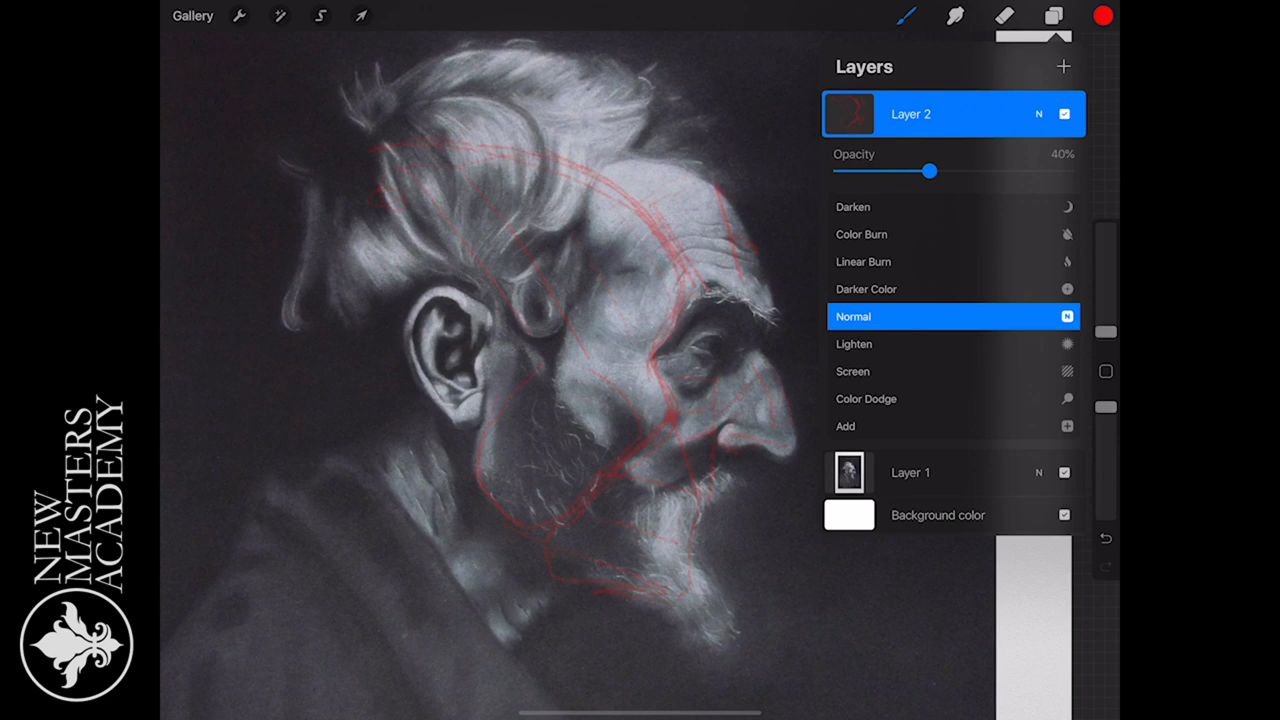 Gallery
Layers
Layer 2
N
Opacity
40%
Darken
Color Burn
Linear Burn
Darker Color
Normal
N
Lighten
Screen
Color Dodge
Add
Layer 1
N
Background color
NEW
MASTERS
ACADEMY